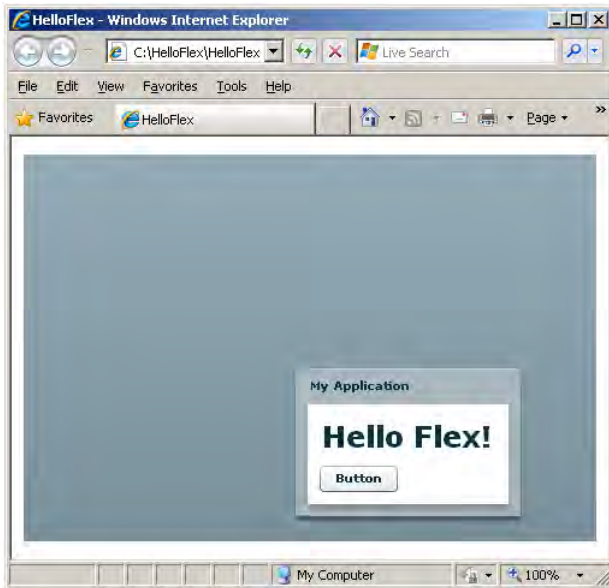 HelloFlex - Windows Internet Explorer
C:\HelloFlex\HelloFlex
Live Search
File Edit View Favorites Tools Help
Favorites HelloFlex Page »
My Application
Hello Flex!
Button
My Computer 100%